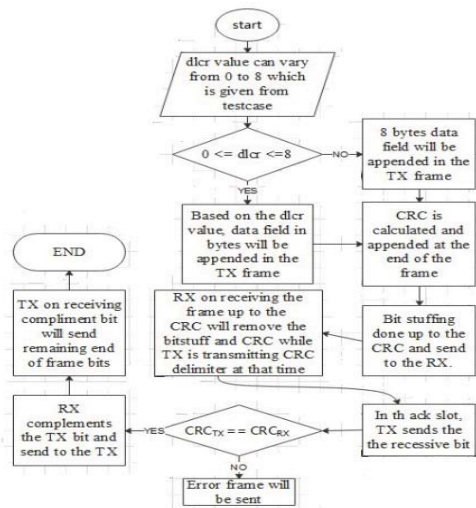 start
dlcr value can vary
from 0 to 8 which
is given from
testcase
0 <= dlcr <=8
NO
8 bytes data
field will be
appended in the
TX frame
YES
Based on the dlcr
value, data field in
bytes will be
appended in the
TX frame
CRC is
calculated and
appended at the
end of the
frame
Bit stuffing
done up to the
CRC and send
to the RX.
RX on receiving the
frame up to the
CRC will remove the
bitstuff and CRC while
TX is transmitting CRC
delimiter at that time
In th ack slot,
TX sends the
the recessive bit
CRCTX == CRCRX
YES
NO
Error frame will
be sent
RX
complements
the TX bit and
send to the TX
TX on receiving
compliment bit
will send
remaining end
of frame bits
END